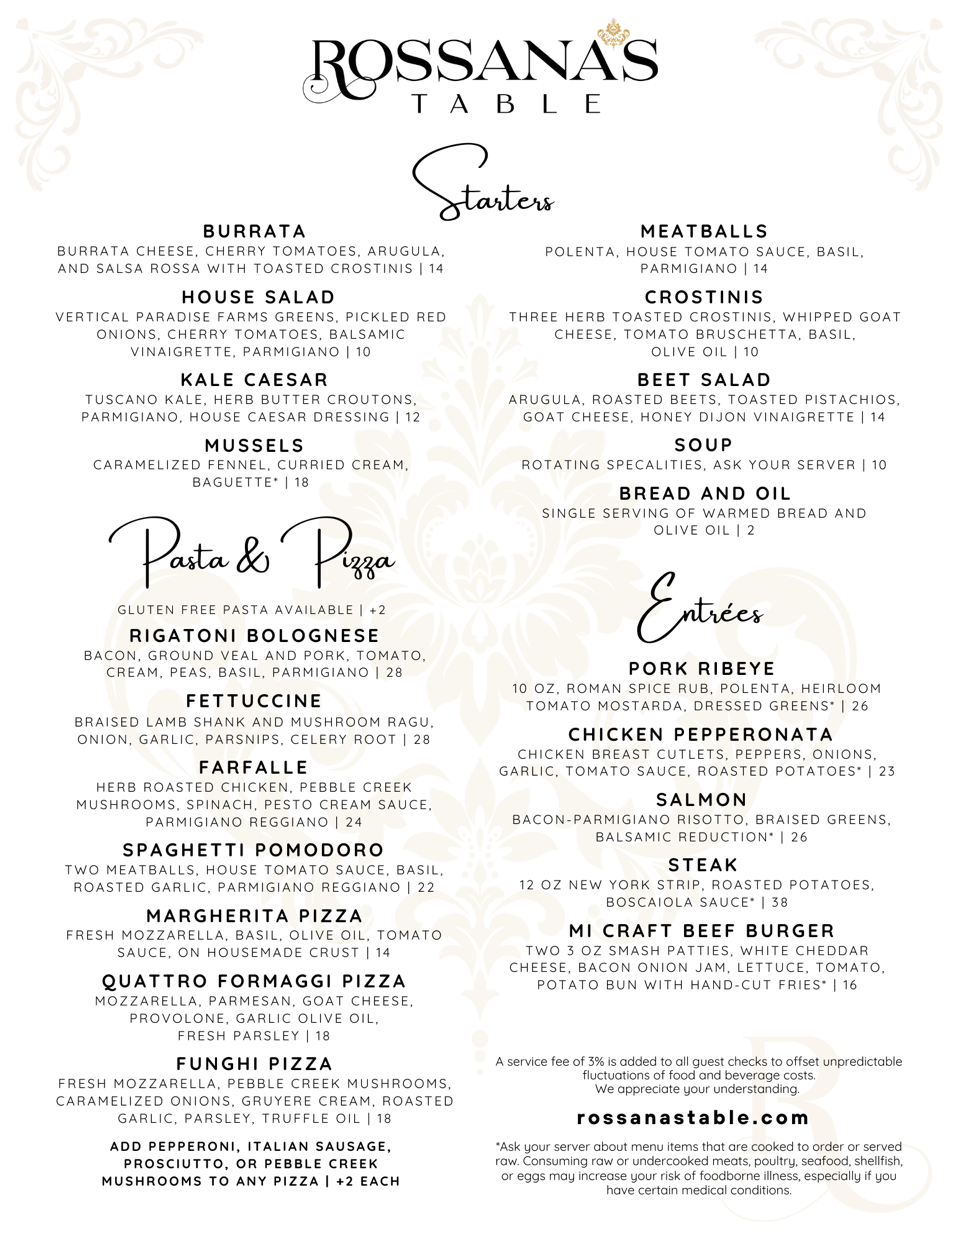 ROSSANA'S
TABLE
Starters
BURRATA
BURRATA CHEESE, CHERRY TOMATOES, ARUGULA,
AND SALSA ROSSA WITH TOASTED CROSTINIS | 14
HOUSE SALAD
VERTICAL PARADISE FARMS GREENS, PICKLED RED
ONIONS, CHERRY TOMATOES, BALSAMIC
VINAIGRETTE, PARMIGIANO | 10
KALE CAESAR
TUSCANO KALE, HERB BUTTER CROUTONS,
PARMIGIANO, HOUSE CAESAR DRESSING | 12
MUSSELS
CARAMELIZED FENNEL, CURRIED CREAM,
BAGUETTE* | 18
MEATBALLS
POLENTA, HOUSE TOMATO SAUCE, BASIL,
PARMIGIANO | 14
CROSTINIS
THREE HERB TOASTED CROSTINIS, WHIPPED GOAT
CHEESE, TOMATO BRUSCHETTA, BASIL,
OLIVE OIL | 10
BEET SALAD
ARUGULA, ROASTED BEETS, TOASTED PISTACHIOS,
GOAT CHEESE, HONEY DIJON VINAIGRETTE | 14
SOUP
ROTATING SPECALITIES, ASK YOUR SERVER | 10
BREAD AND OIL
SINGLE SERVING OF WARMED BREAD AND
OLIVE OIL | 2
Pasta & Pizza
GLUTEN FREE PASTA AVAILABLE | +2
RIGATONI BOLOGNESE
BACON, GROUND VEAL AND PORK, TOMATO,
CREAM, PEAS, BASIL, PARMIGIANO | 28
FETTUCCINE
BRAISED LAMB SHANK AND MUSHROOM RAGU,
ONION, GARLIC, PARSNIPS, CELERY ROOT | 28
FARFALLE
HERB ROASTED CHICKEN, PEBBLE CREEK
MUSHROOMS, SPINACH, PESTO CREAM SAUCE,
PARMIGIANO REGGIANO | 24
SPAGHETTI POMODORO
TWO MEATBALLS, HOUSE TOMATO SAUCE, BASIL,
ROASTED GARLIC, PARMIGIANO REGGIANO | 22
MARGHERITA PIZZA
FRESH MOZZARELLA, BASIL, OLIVE OIL, TOMATO
SAUCE, ON HOUSEMADE CRUST | 14
QUATTRO FORMAGGI PIZZA
MOZZARELLA, PARMESAN, GOAT CHEESE,
PROVOLONE, GARLIC OLIVE OIL,
FRESH PARSLEY | 18
FUNGHI PIZZA
FRESH MOZZARELLA, PEBBLE CREEK MUSHROOMS,
CARAMELIZED ONIONS, GRUYERE CREAM, ROASTED
GARLIC, PARSLEY, TRUFFLE OIL | 18
ADD PEPPERONI, ITALIAN SAUSAGE,
PROSCIUTTO, OR PEBBLE CREEK
MUSHROOMS TO ANY PIZZA | +2 EACH
Entrées
PORK RIBEYE
10 OZ, ROMAN SPICE RUB, POLENTA, HEIRLOOM
TOMATO MOSTARDA, DRESSED GREENS* | 26
CHICKEN PEPPERONATA
CHICKEN BREAST CUTLETS, PEPPERS, ONIONS,
GARLIC, TOMATO SAUCE, ROASTED POTATOES* | 23
SALMON
BACON-PARMIGIANO RISOTTO, BRAISED GREENS,
BALSAMIC REDUCTION* | 26
STEAK
12 OZ NEW YORK STRIP, ROASTED POTATOES,
BOSCAIOLA SAUCE* | 38
MI CRAFT BEEF BURGER
TWO 3 OZ SMASH PATTIES, WHITE CHEDDAR
CHEESE, BACON ONION JAM, LETTUCE, TOMATO,
POTATO BUN WITH HAND-CUT FRIES* | 16
A service fee of 3% is added to all guest checks to offset unpredictable
fluctuations of food and beverage costs.
We appreciate your understanding.
rossanastable.com
*Ask your server about menu items that are cooked to order or served
raw. Consuming raw or undercooked meats, poultry, seafood, shellfish,
or eggs may increase your risk of foodborne illness, especially if you
have certain medical conditions.